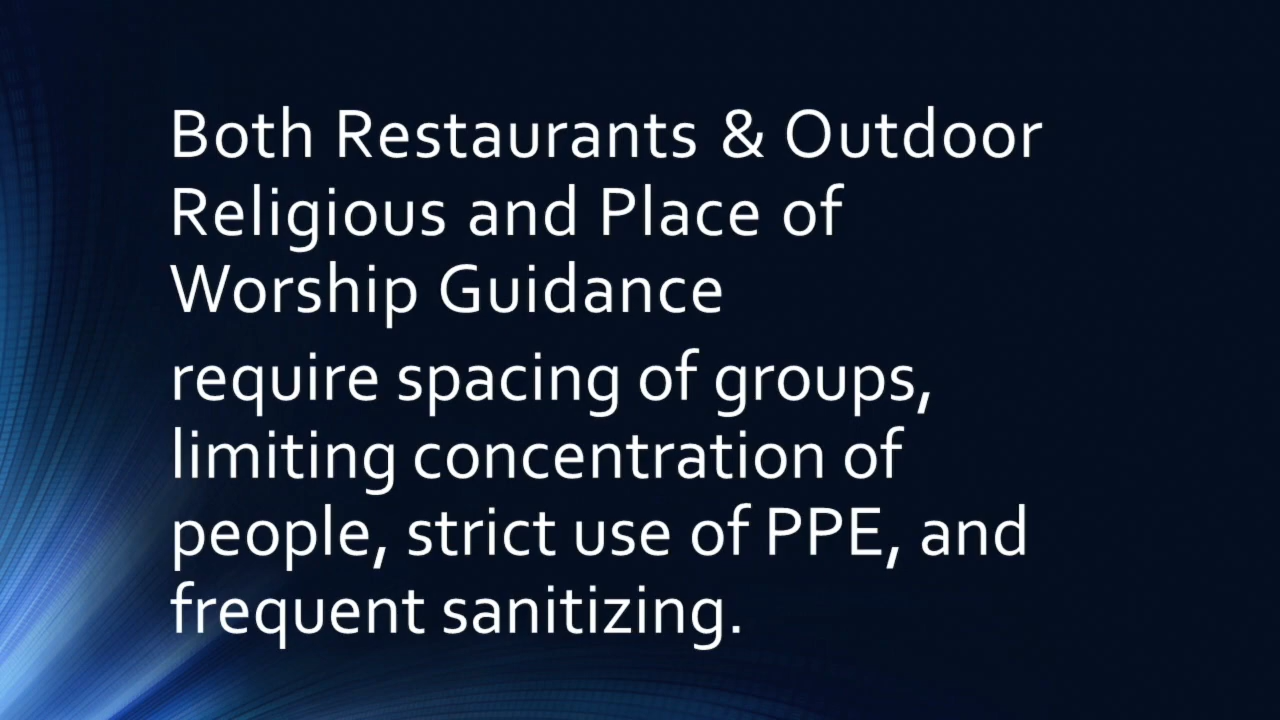 Both Restaurants & Outdoor
Religious and Place of
Worship Guidance
require spacing of groups,
limiting concentration of
people, strict use of PPE, and
frequent sanitizing.